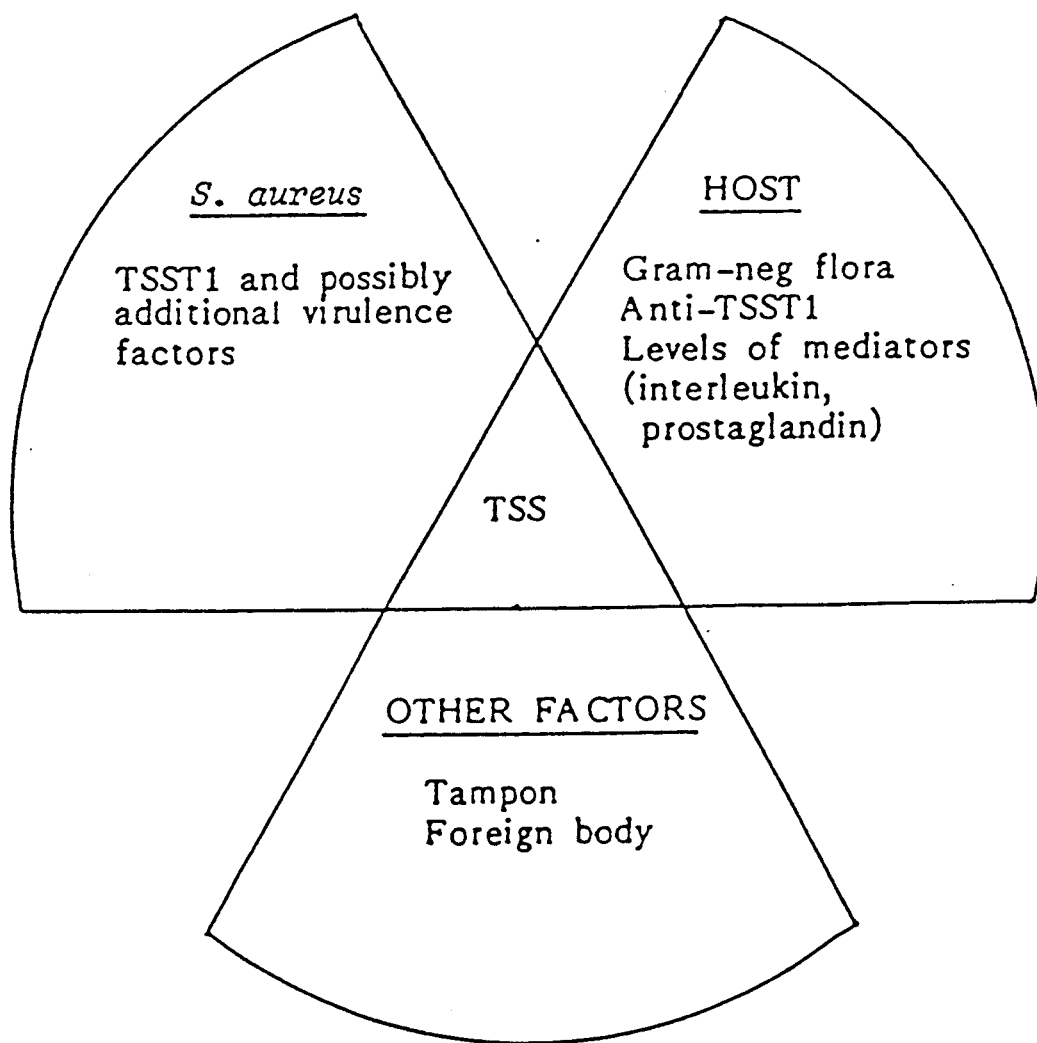 S. aureus
TSST1 and possibly
additional virulence
factors
HOST
Gram-neg flora
Anti-TSST1
Levels of mediators
(interleukin,
prostaglandin)
TSS
OTHER FACTORS
Tampon
Foreign body